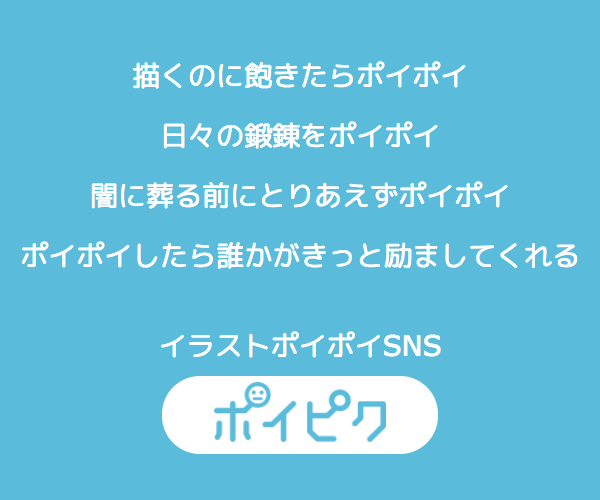 描くのに飽きたらポイポイ
日々の鍛錬をポイポイ
闇に葬る前にとりあえずポイポイ
ポイポイしたら誰かがきっと励ましてくれる
イラストポイポイSNS
ポイピク